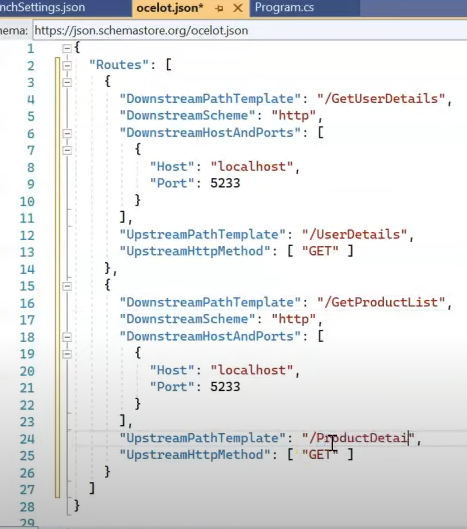 nchSettings.json ocelot.json* Program.cs
nema: https://json.schemastore.org/ocelot.json
1 {
2 "Routes": [
3 {
4 "DownstreamPathTemplate": "/GetUserDetails",
5 "DownstreamScheme": "http",
6 "DownstreamHostAndPorts": [
7 {
8 "Host": "localhost",
9 "Port": 5233
10 }
11 ],
12 "UpstreamPathTemplate": "/UserDetails",
13 "UpstreamHttpMethod": [ "GET" ]
14 },
15 {
16 "DownstreamPathTemplate": "/GetProductList",
17 "DownstreamScheme": "http",
18 "DownstreamHostAndPorts": [
19 {
20 "Host": "localhost",
21 "Port": 5233
22 }
23 ],
24 "UpstreamPathTemplate": "/ProductDetai",
25 "UpstreamHttpMethod": [ "GET" ]
26 }
27 ]
28 }
29